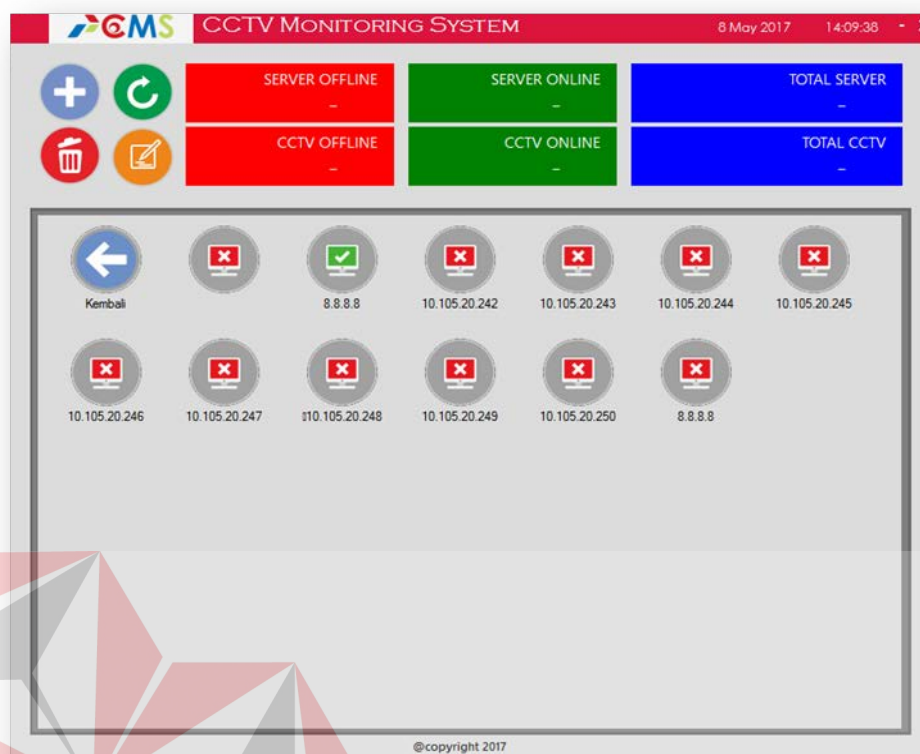 CMS CCTV MONITORING SYSTEM 8 May 2017 14:09:38 -
SERVER OFFLINE SERVER ONLINE TOTAL SERVER
– – –
CCTV OFFLINE CCTV ONLINE TOTAL CCTV
– – –
Kembali 8.8.8.8 10.105.20.242 10.105.20.243 10.105.20.244 10.105.20.245
10.105.20.246 10.105.20.247 10.105.20.248 10.105.20.249 10.105.20.250 8.8.8.8
@copyright 2017